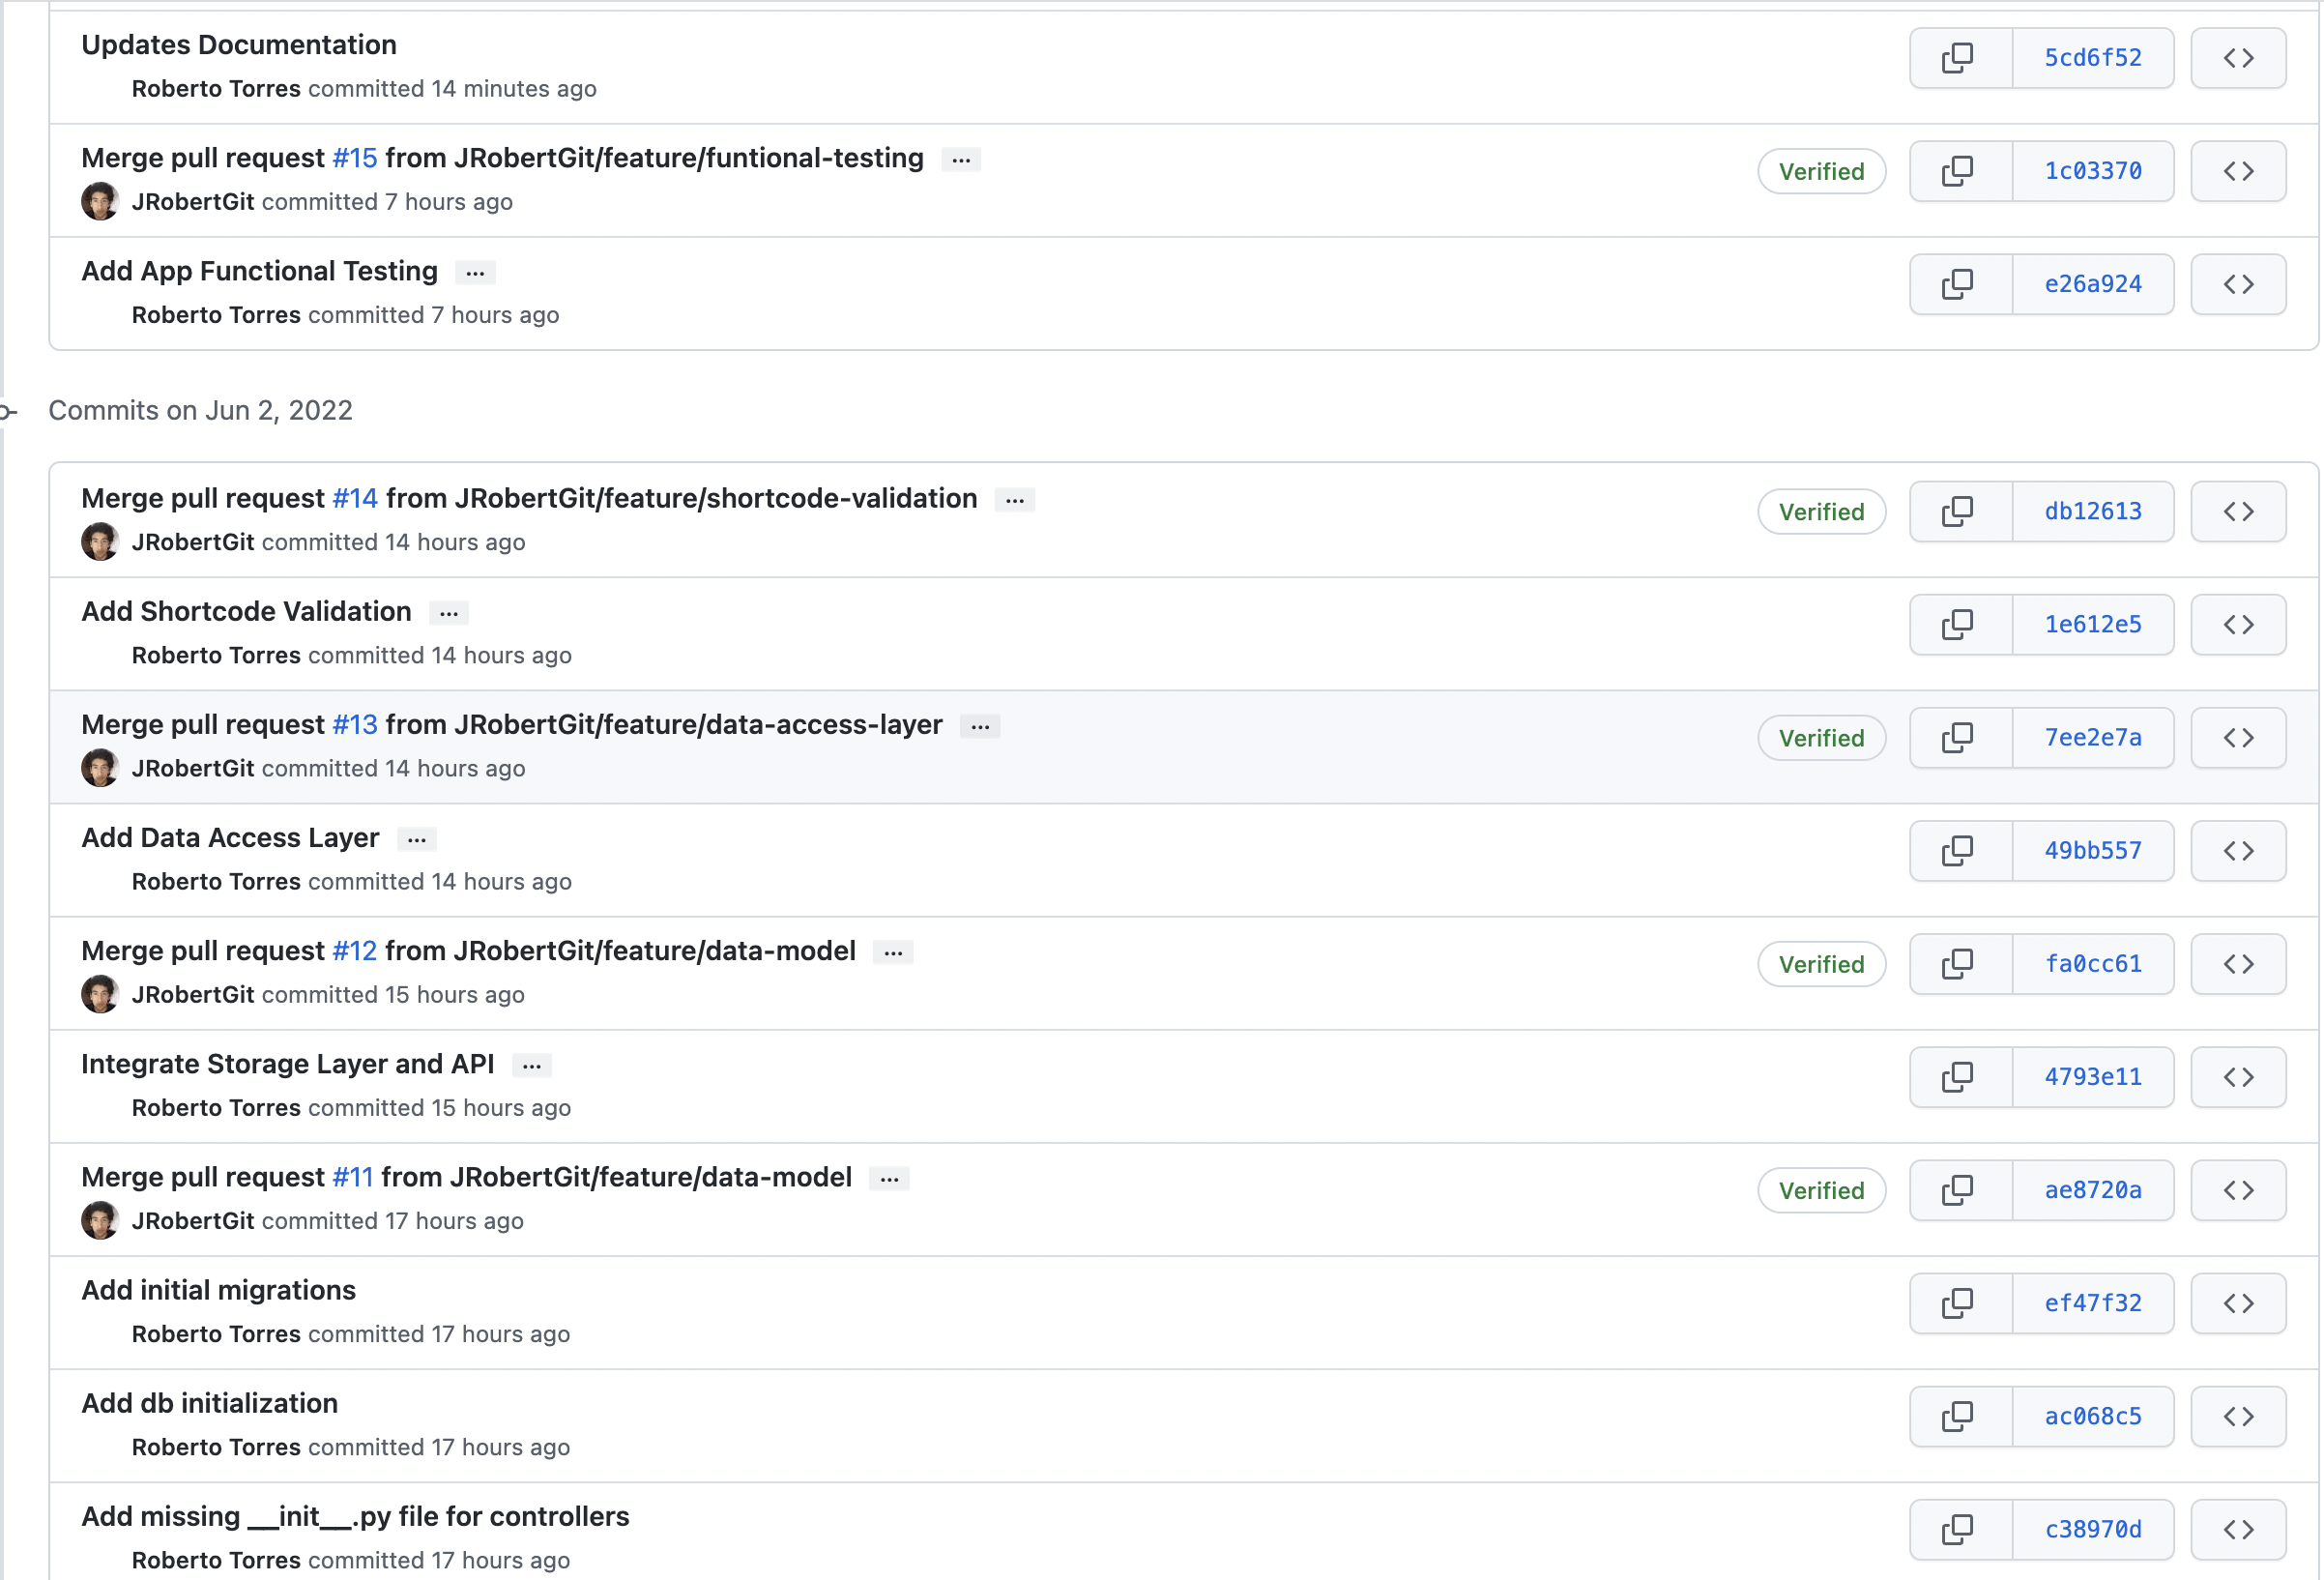 Updates Documentation
5cd6f52
Roberto Torres committed 14 minutes ago
Merge pull request #15 from JRobertGit/feature/funtional-testing ...
Verified
1c03370
JRobertGit committed 7 hours ago
Add App Functional Testing ...
e26a924
Roberto Torres committed 7 hours ago
Commits on Jun 2, 2022
Merge pull request #14 from JRobertGit/feature/shortcode-validation ...
Verified
db12613
JRobertGit committed 14 hours ago
Add Shortcode Validation ...
1e612e5
Roberto Torres committed 14 hours ago
Merge pull request #13 from JRobertGit/feature/data-access-layer ...
Verified
7ee2e7a
JRobertGit committed 14 hours ago
Add Data Access Layer ...
49bb557
Roberto Torres committed 14 hours ago
Merge pull request #12 from JRobertGit/feature/data-model ...
Verified
fa0cc61
JRobertGit committed 15 hours ago
Integrate Storage Layer and API ...
4793e11
Roberto Torres committed 15 hours ago
Merge pull request #11 from JRobertGit/feature/data-model ...
Verified
ae8720a
JRobertGit committed 17 hours ago
Add initial migrations
ef47f32
Roberto Torres committed 17 hours ago
Add db initialization
ac068c5
Roberto Torres committed 17 hours ago
Add missing __init__.py file for controllers
c38970d
Roberto Torres committed 17 hours ago